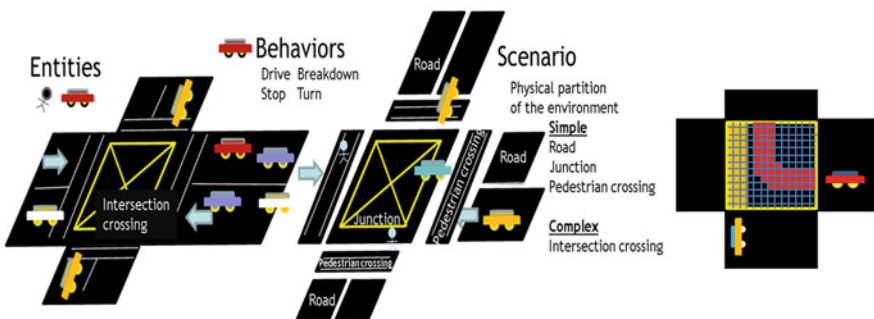 Entities
Intersection
crossing
Behaviors
Drive Breakdown
Stop Turn
Road
Junction
Pedestrian crossing
Pedestrian crossing
Road
Road
Scenario
Physical partition
of the environment
Simple
Road
Junction
Pedestrian crossing
Complex
Intersection crossing